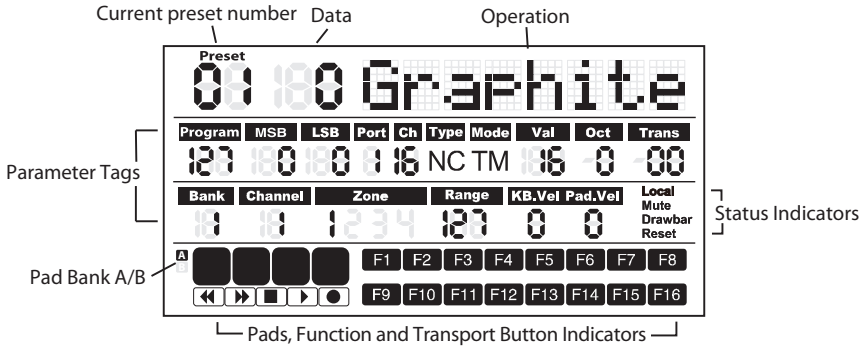 Current preset number Data Operation
Preset
01 0 Graphite
Program MSB LSB Port Ch Type Mode Val Oct Trans
127 0 0 1 16 NC TM 16 0 00
Parameter Tags
Bank Channel Zone Range KB.Vel Pad.Vel Local
Mute
Drawbar
Reset
1 1 1 2 3 4 127 0 0
Status Indicators
A
B
Pad Bank A/B
F1 F2 F3 F4 F5 F6 F7 F8
F9 F10 F11 F12 F13 F14 F15 F16
Pads, Function and Transport Button Indicators